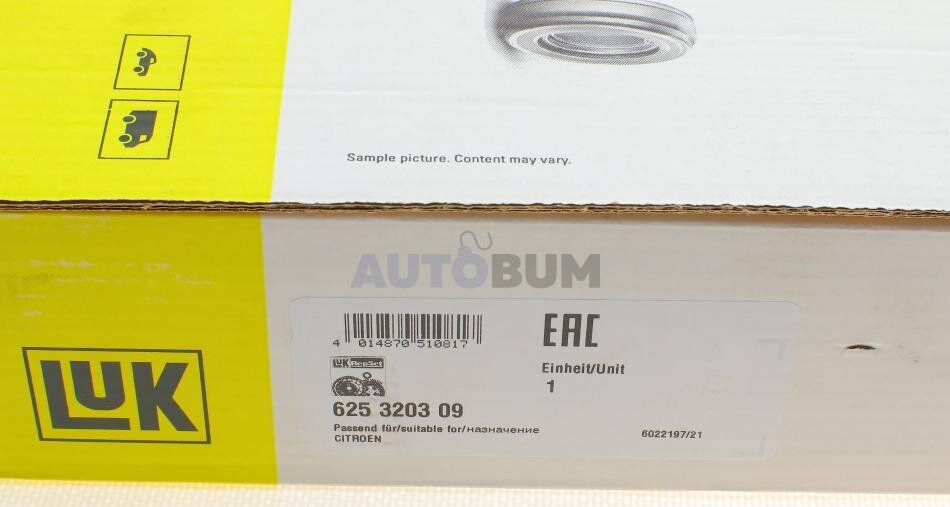 Sample picture. Content may vary.
AUTOBUM
LUK
4 014870 510817
EAC
LUK RepSet
Einheit/Unit
1
625 3203 09
Passend für/suitable for/назначение
CITROEN
6022197/21